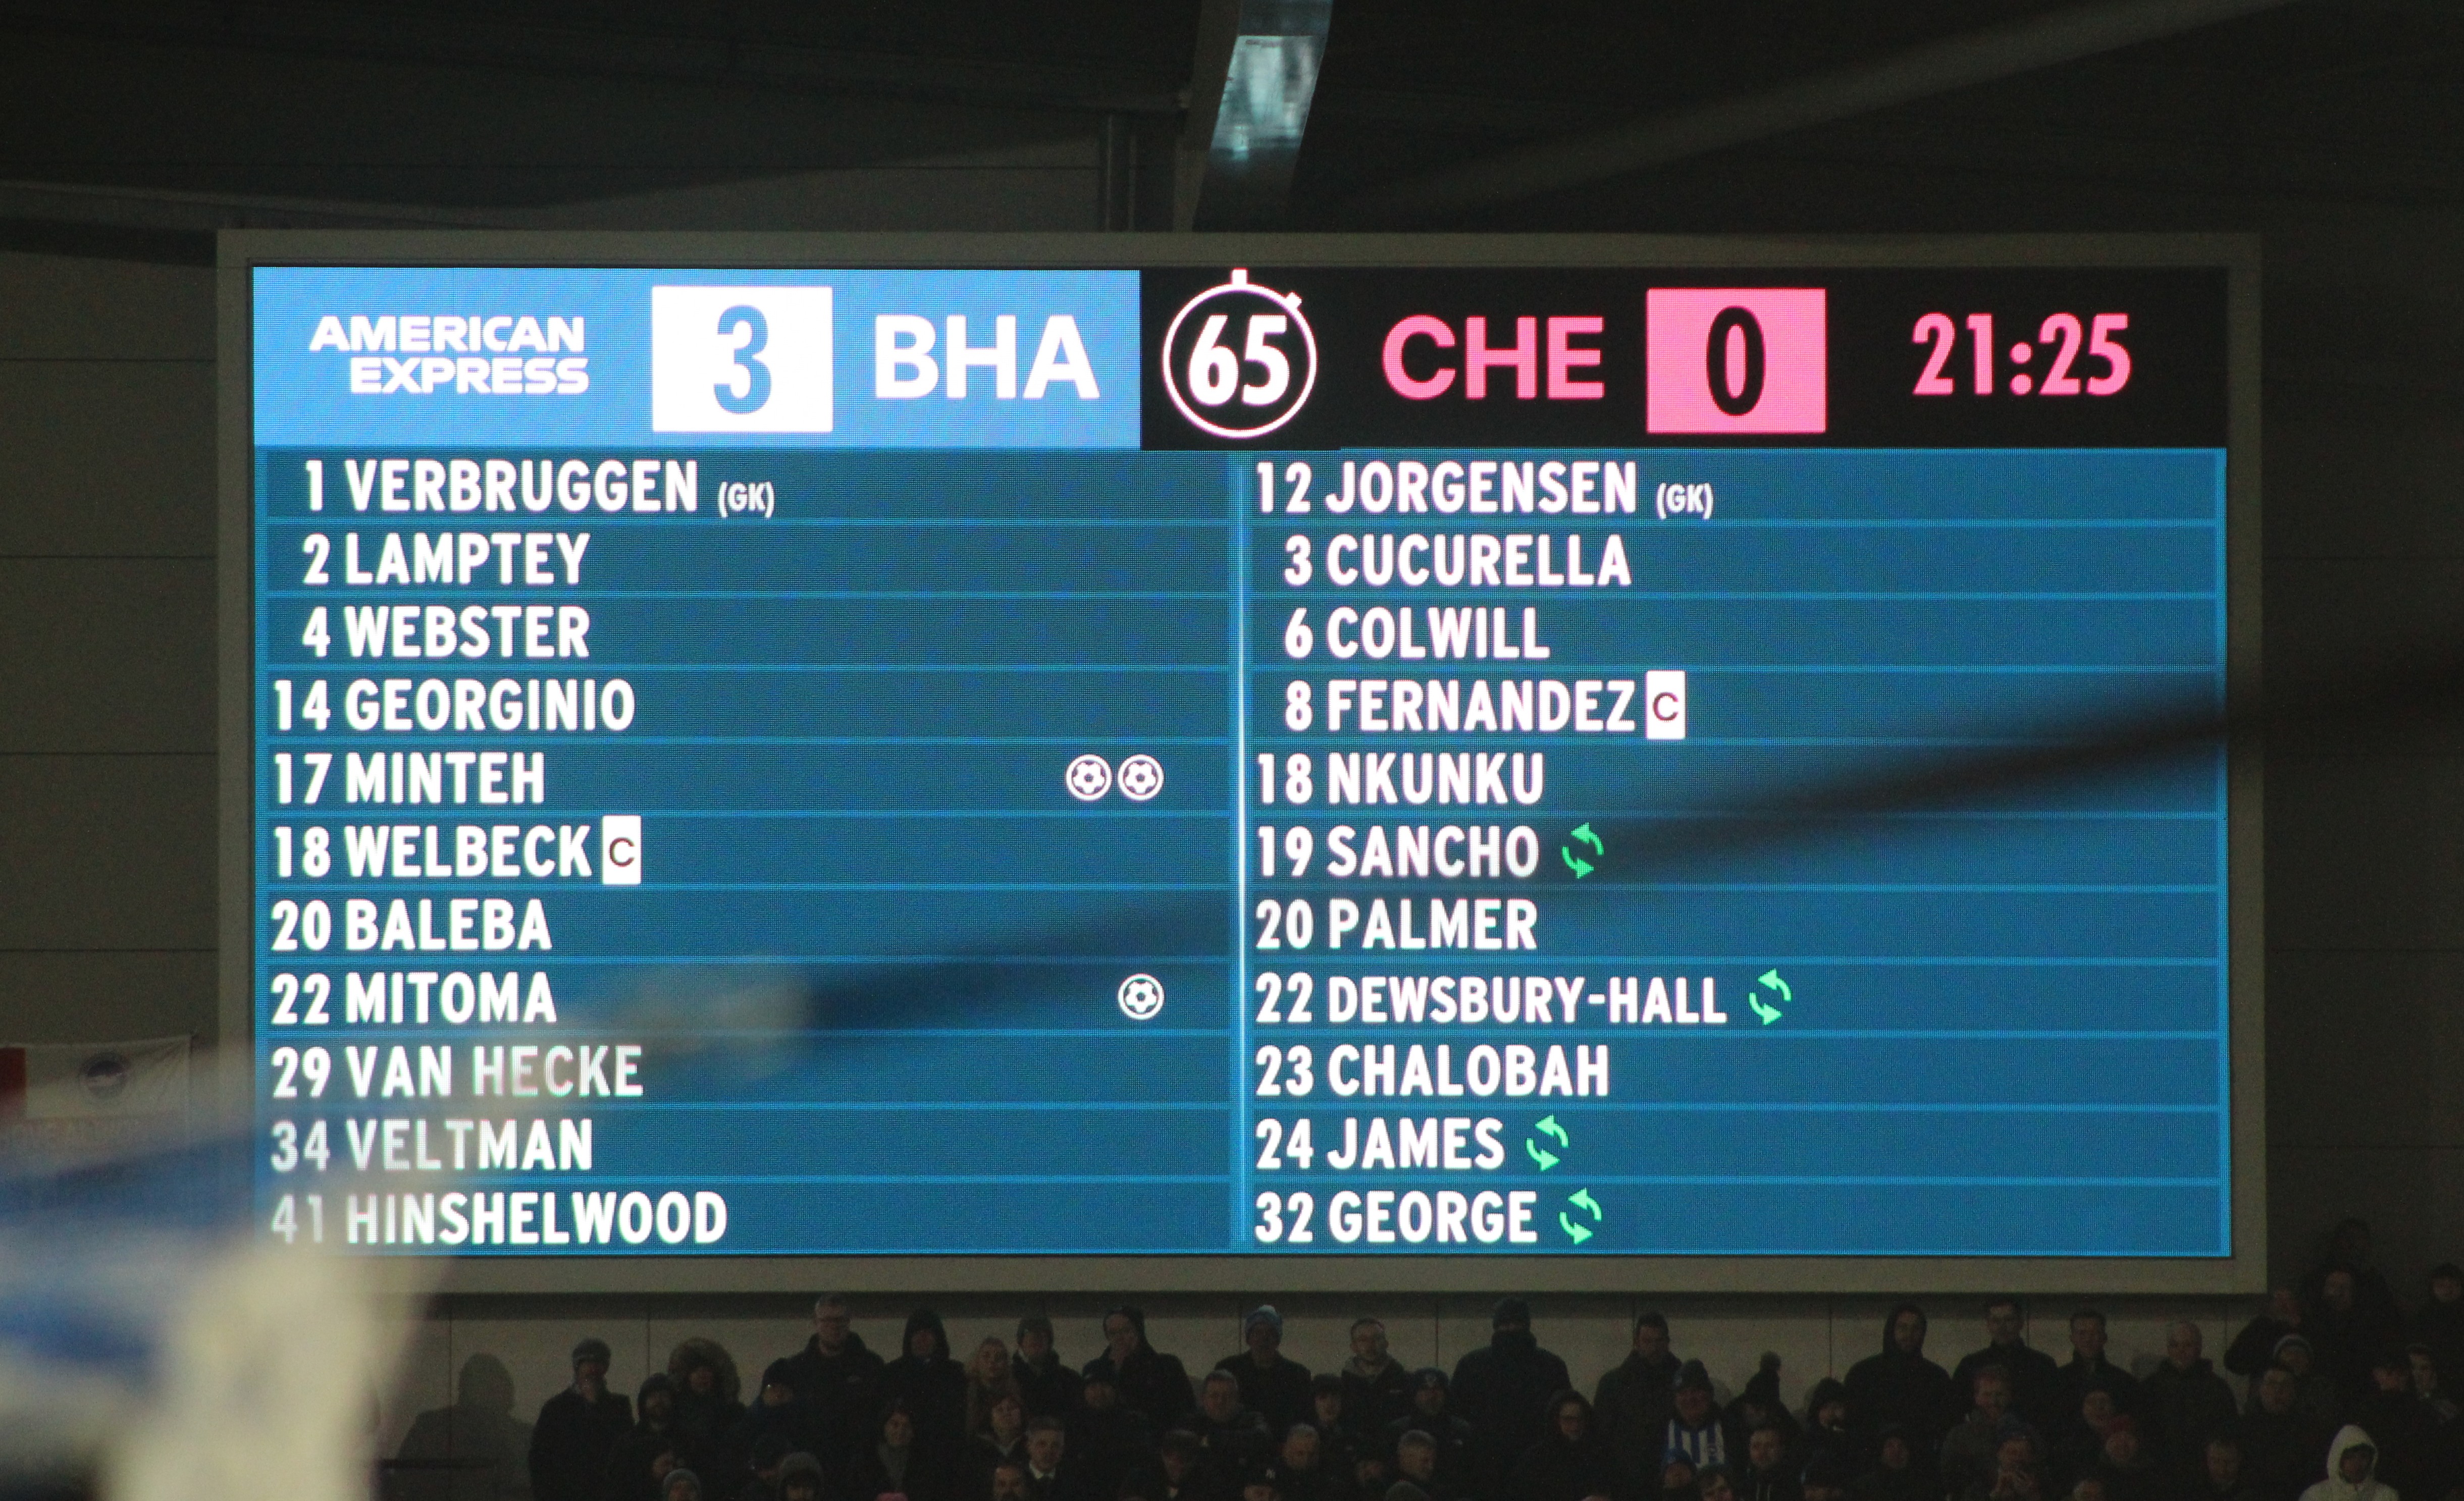 AMERICAN EXPRESS 3 BHA 65 CHE 0 21:25
1 VERBRUGGEN (GK)
2 LAMPTEY
4 WEBSTER
14 GEORGINIO
17 MINTEH
18 WELBECK C
20 BALEBA
22 MITOMA
29 VAN HECKE
34 VELTMAN
41 HINSHELWOOD
12 JORGENSEN (GK)
3 CUCURELLA
6 COLWILL
8 FERNANDEZ C
18 NKUNKU
19 SANCHO
20 PALMER
22 DEWSBURY-HALL
23 CHALOBAH
24 JAMES
32 GEORGE